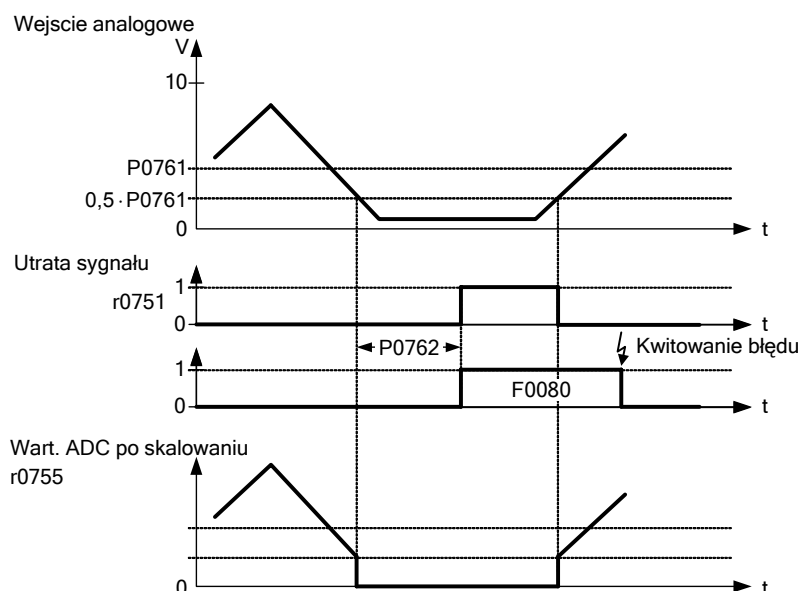 Wejscie analogowe
V
10
P0761
0,5 · P0761
0
t
Utrata sygnału
1
r0751
0
t
P0762
Kwitowanie błędu
1
F0080
0
t
Wart. ADC po skalowaniu
r0755
0
t